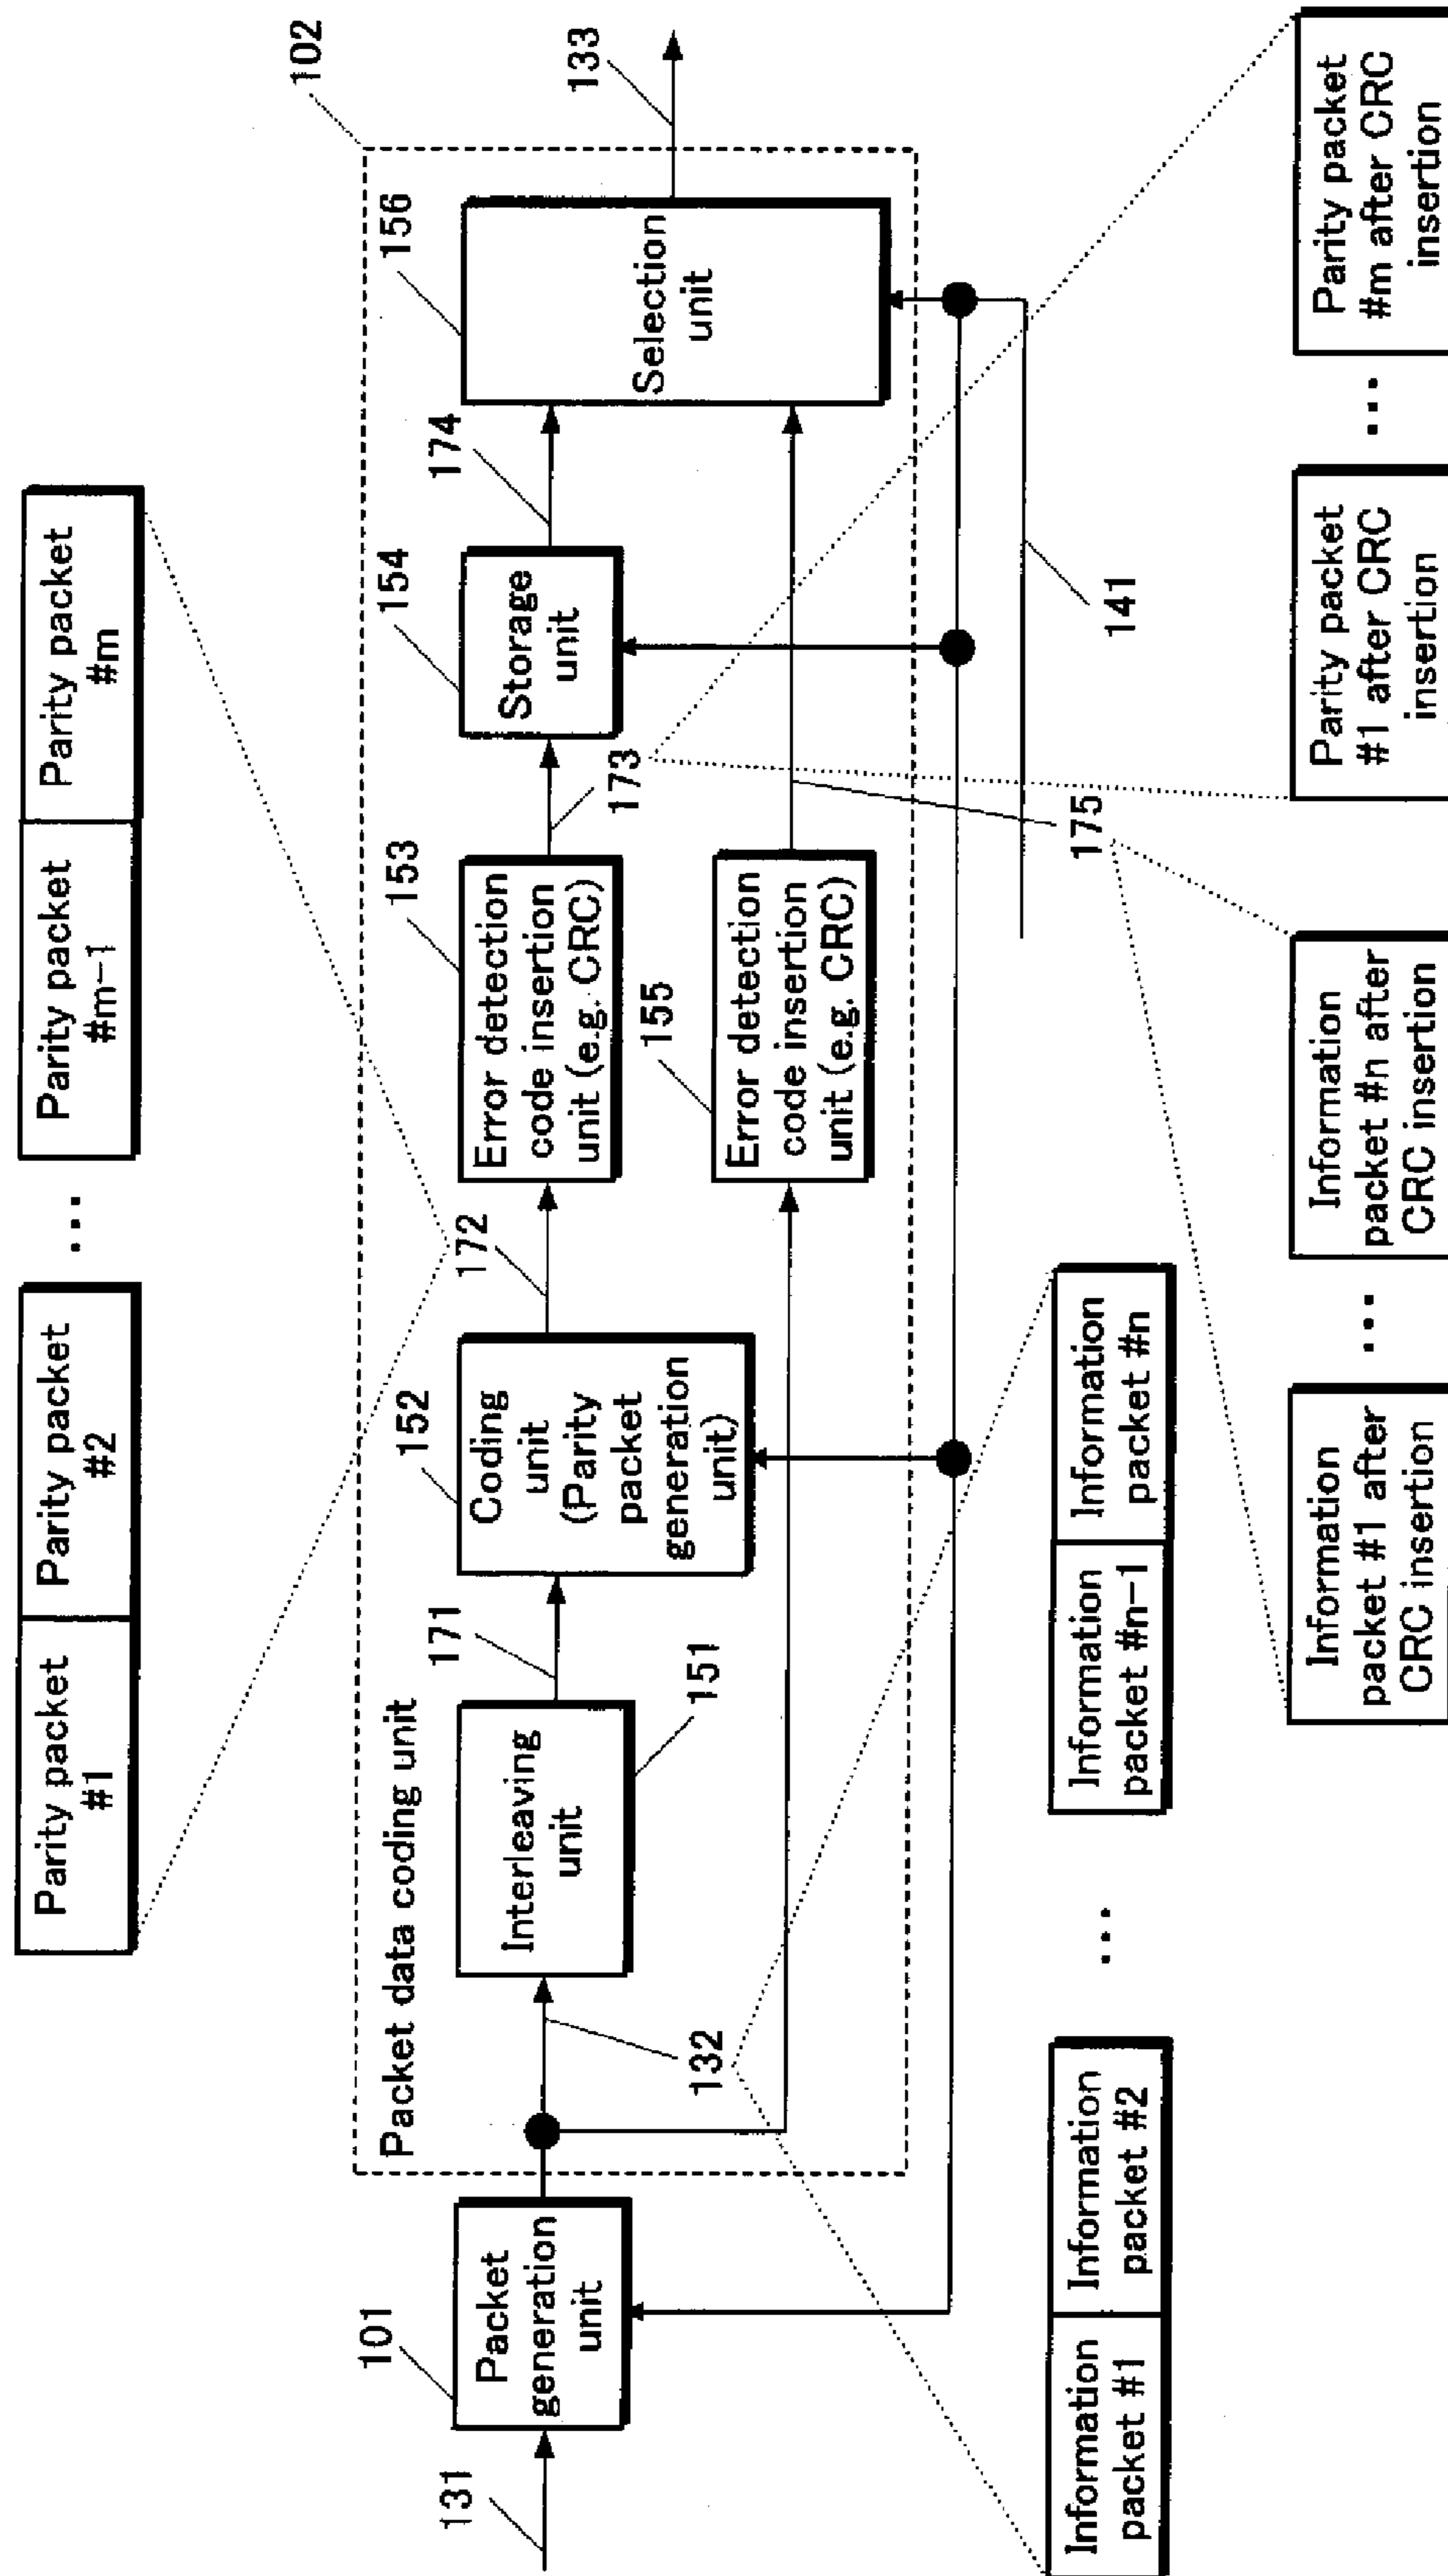 Parity packet
#1
Parity packet
#2
...
Parity packet
#m-1
Parity packet
#m
102
Packet data coding unit
131
101
Packet
generation
unit
132
Interleaving
unit
151
171
152
Coding
unit
(Parity
packet
generation
unit)
172
153
Error detection
code insertion
unit (e.g. CRC)
173
154
Storage
unit
174
156
Selection
unit
133
155
Error detection
code insertion
unit (e.g. CRC)
175
141
Information
packet #1
Information
packet #2
...
Information
packet #n-1
Information
packet #n
Information
packet #1 after
CRC insertion
...
Information
packet #n after
CRC insertion
Parity packet
#1 after CRC
insertion
...
Parity packet
#m after CRC
insertion